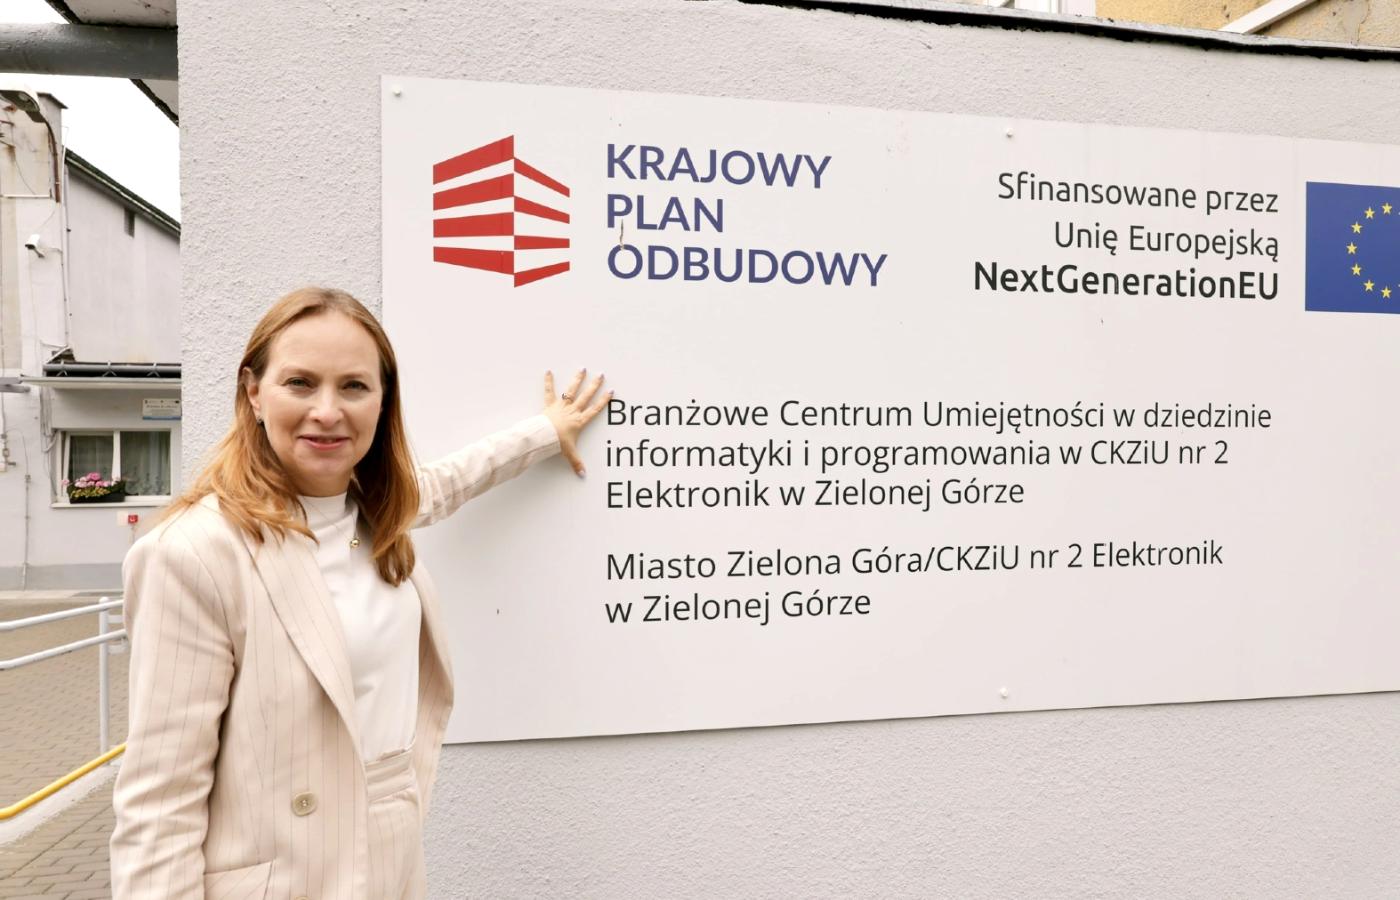 KRAJOWY
PLAN
ODBUDOWY
Sfinansowane przez
Unię Europejską
NextGenerationEU
Branżowe Centrum Umiejętności w dziedzinie
informatyki i programowania w CKZiU nr 2
Elektronik w Zielonej Górze
Miasto Zielona Góra/CKZiU nr 2 Elektronik
w Zielonej Górze